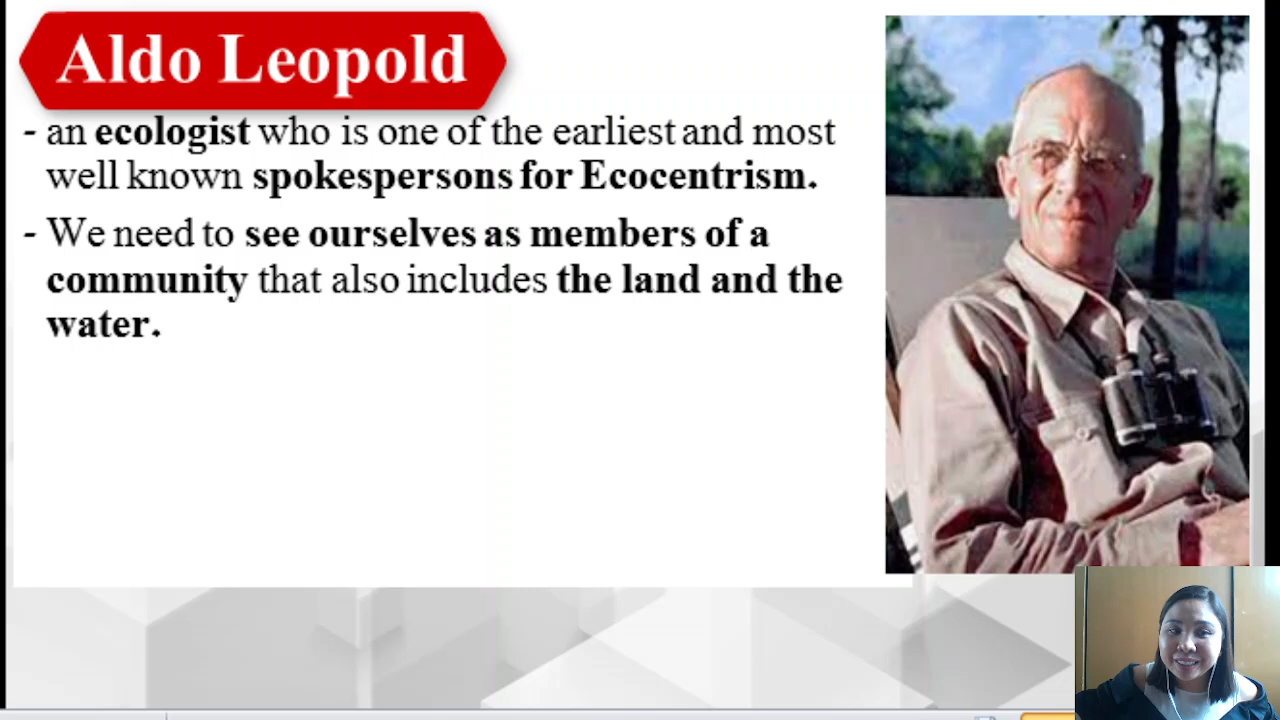 Aldo Leopold
- an ecologist who is one of the earliest and most
well known spokespersons for Ecocentrism.
- We need to see ourselves as members of a
community that also includes the land and the
water.